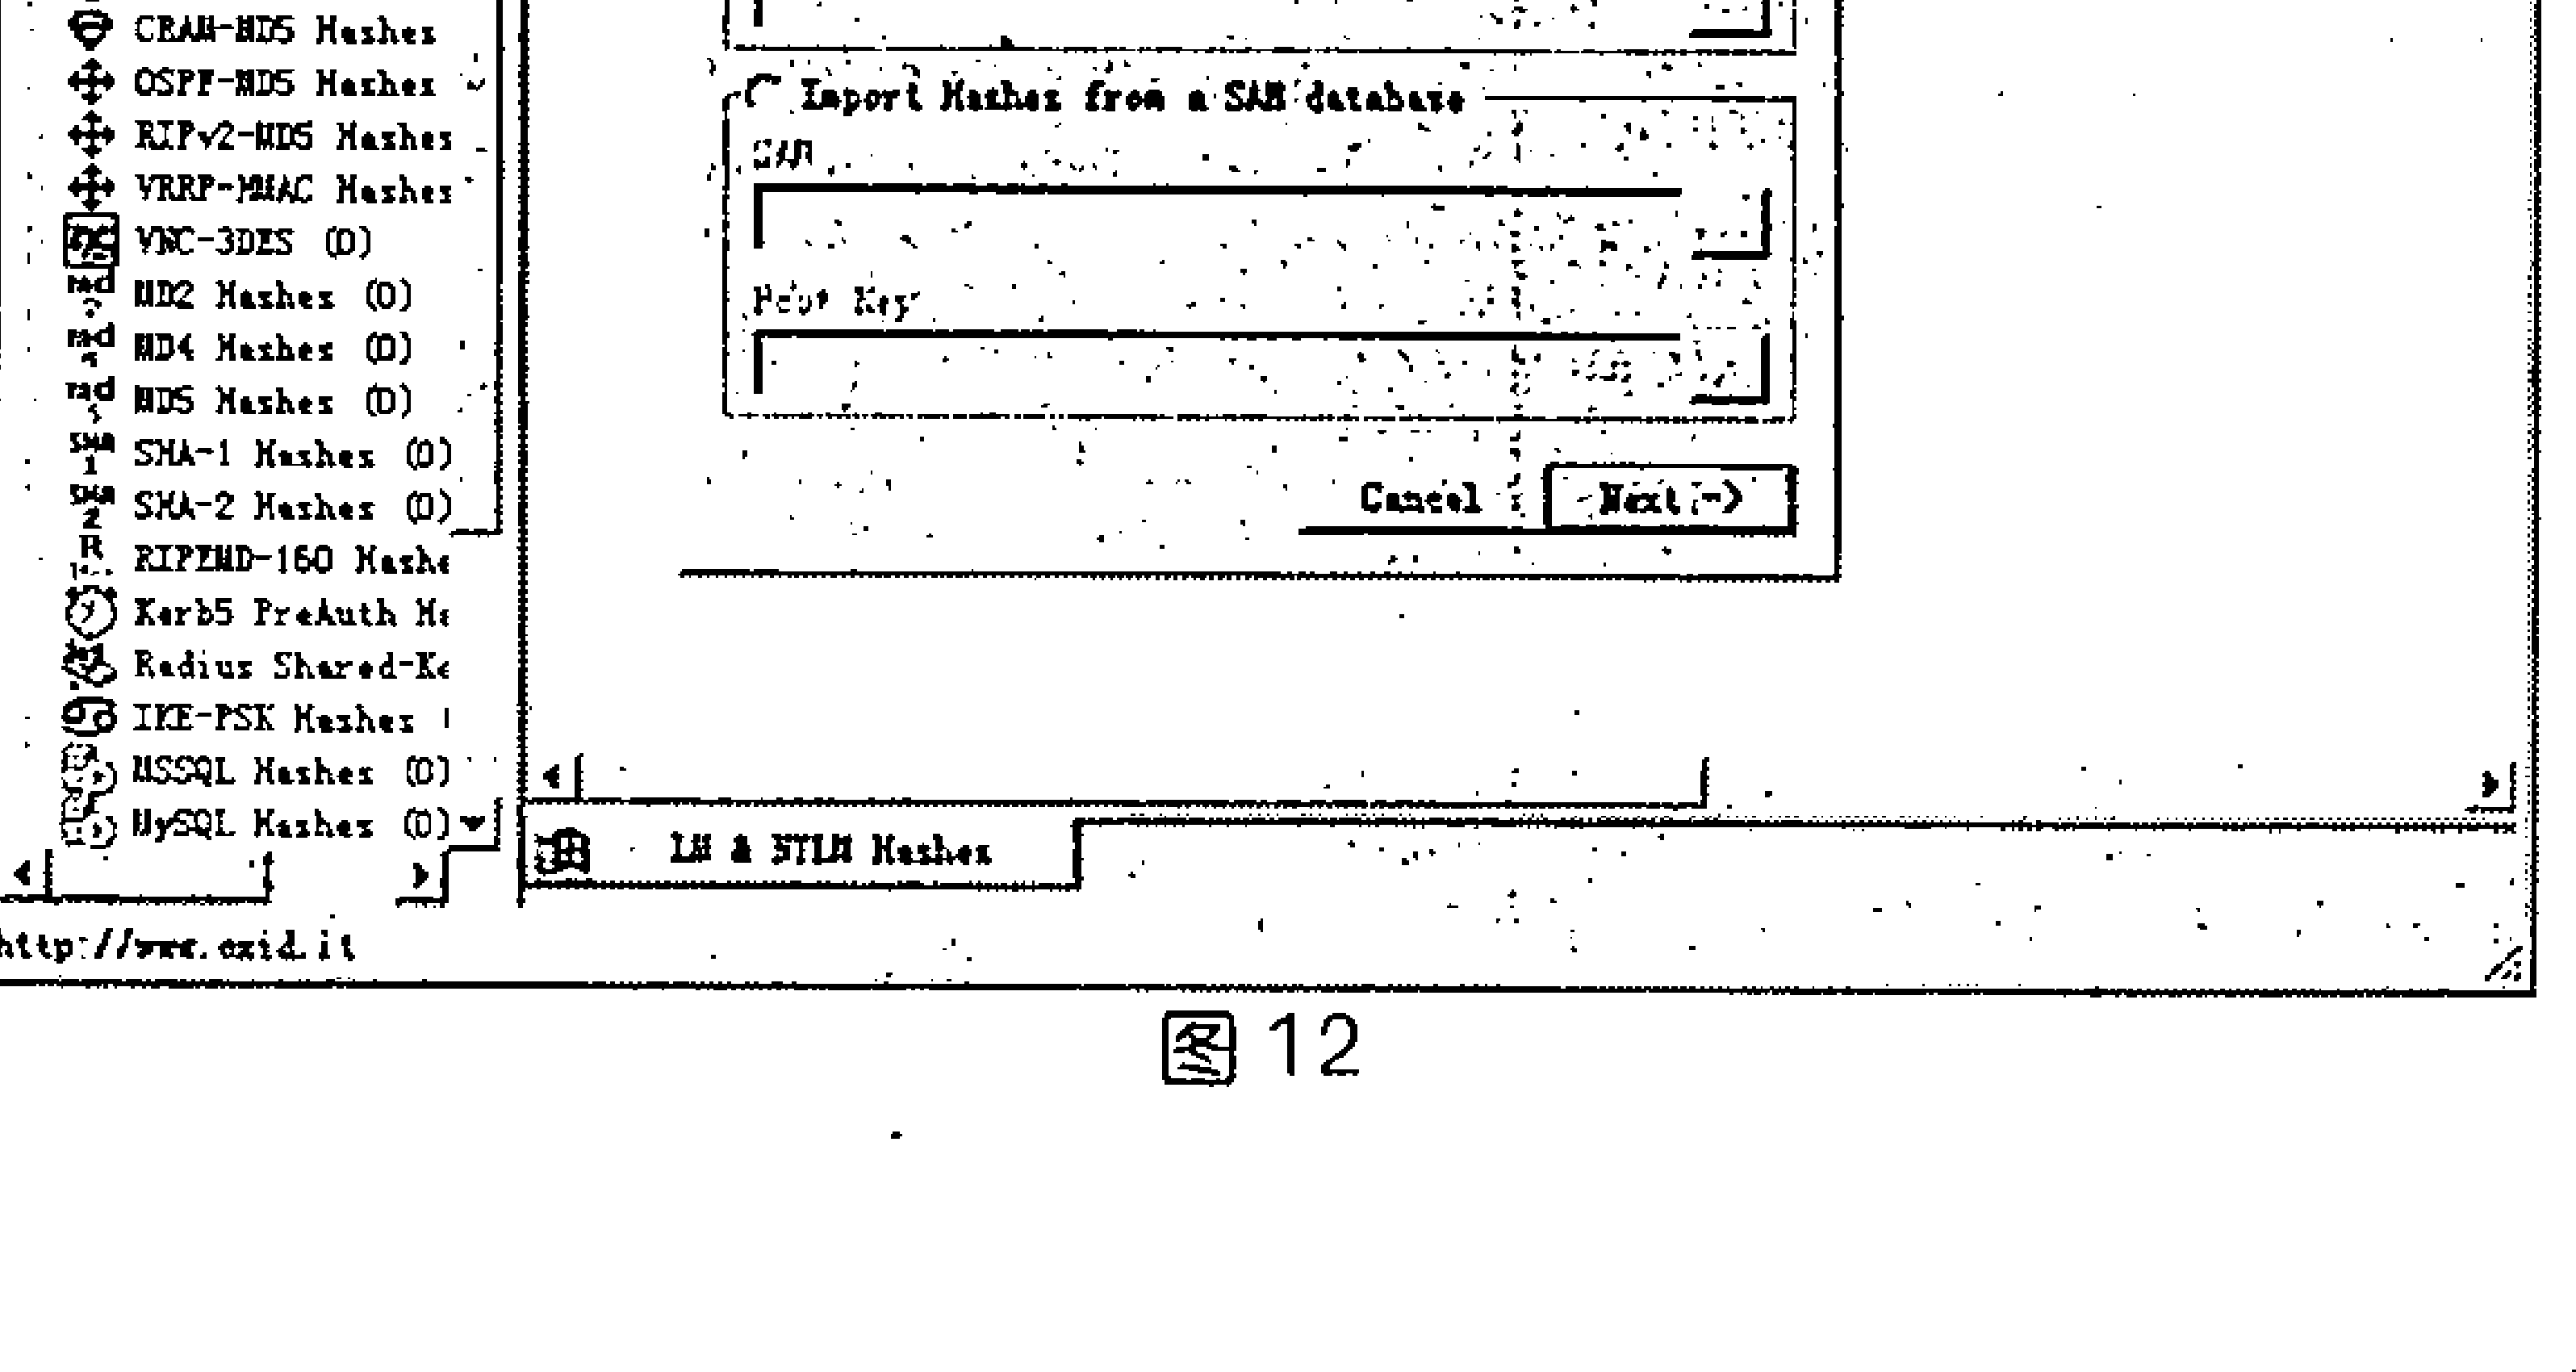 CRAM-MD5 Hashes
OSPF-MD5 Hashes
RIPv2-MD5 Hashes
VRRP-HMAC Hashes
VNC-3DES (0)
MD2 Hashes (0)
MD4 Hashes (0)
MD5 Hashes (0)
SHA-1 Hashes (0)
SHA-2 Hashes (0)
RIPEMD-160 Hashe
Kerb5 PreAuth Ha
Radius Shared-Ke
IKE-PSK Hashes (
MSSQL Hashes (0)
MySQL Hashes (0)
http://www.oxid.it
Import Hashes from a SAM database
SAM
Boot Key
Cancel
Next ->
LM & NTLM Hashes
图 12